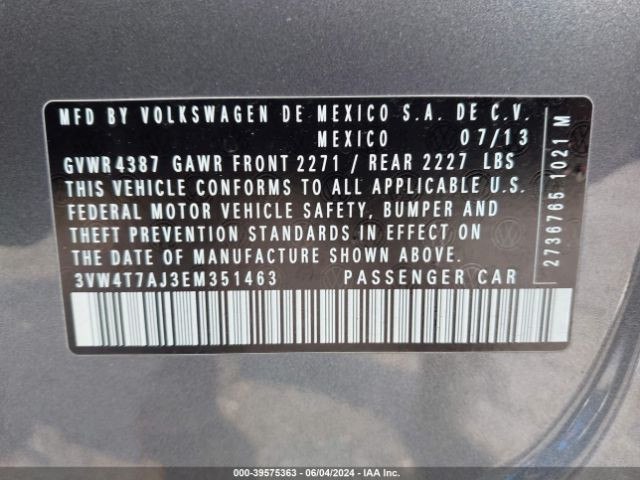 MFD BY VOLKSWAGEN DE MEXICO S.A. DE C.V.
MEXICO 07/13
GVWR 4387 GAWR FRONT 2271 / REAR 2227 LBS
THIS VEHICLE CONFORMS TO ALL APPLICABLE U.S.
FEDERAL MOTOR VEHICLE SAFETY, BUMPER AND
THEFT PREVENTION STANDARDS IN EFFECT ON
THE DATE OF MANUFACTURE SHOWN ABOVE.
3VW4T7AJ3EM351463 PASSENGER CAR
2736765 1021 M
000-39575363 - 06/04/2024 - IAA Inc.